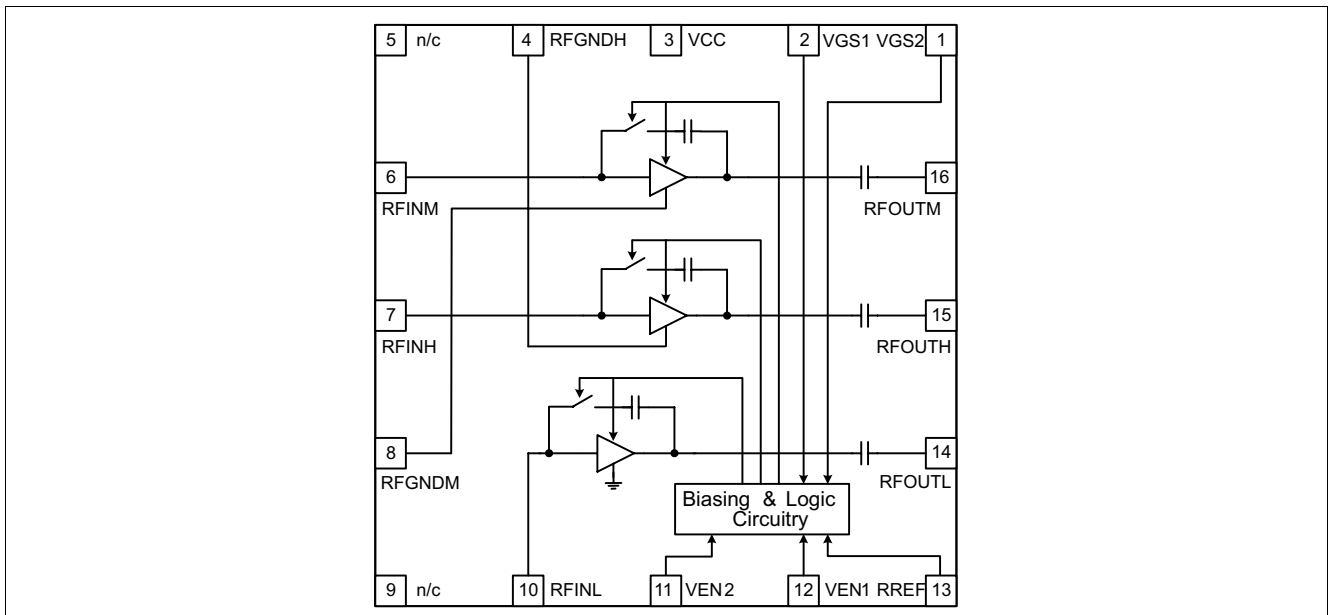 5 n/c 4 RFGNDH 3 VCC 2 VGS1 VGS2 1
6 16
RFINM RFOUTM
7 15
RFINH RFOUTH
8 14
RFGNDM RFOUTL
Biasing & Logic
Circuitry
9 n/c 10 RFINL 11 VEN2 12 VEN1 RREF 13